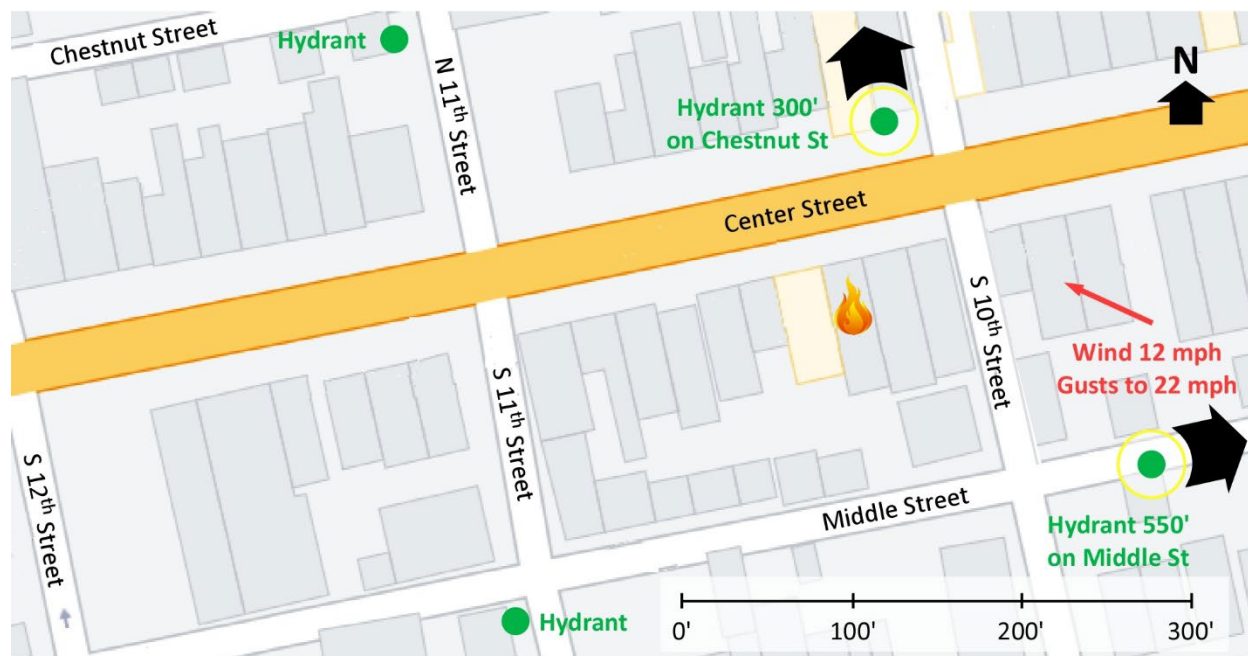 Chestnut Street
Hydrant
N 11th Street
Hydrant 300'
on Chestnut St
N
Center Street
S 10th Street
Wind 12 mph
Gusts to 22 mph
S 11th Street
S 12th Street
Middle Street
Hydrant 550'
on Middle St
Hydrant
0'
100'
200'
300'